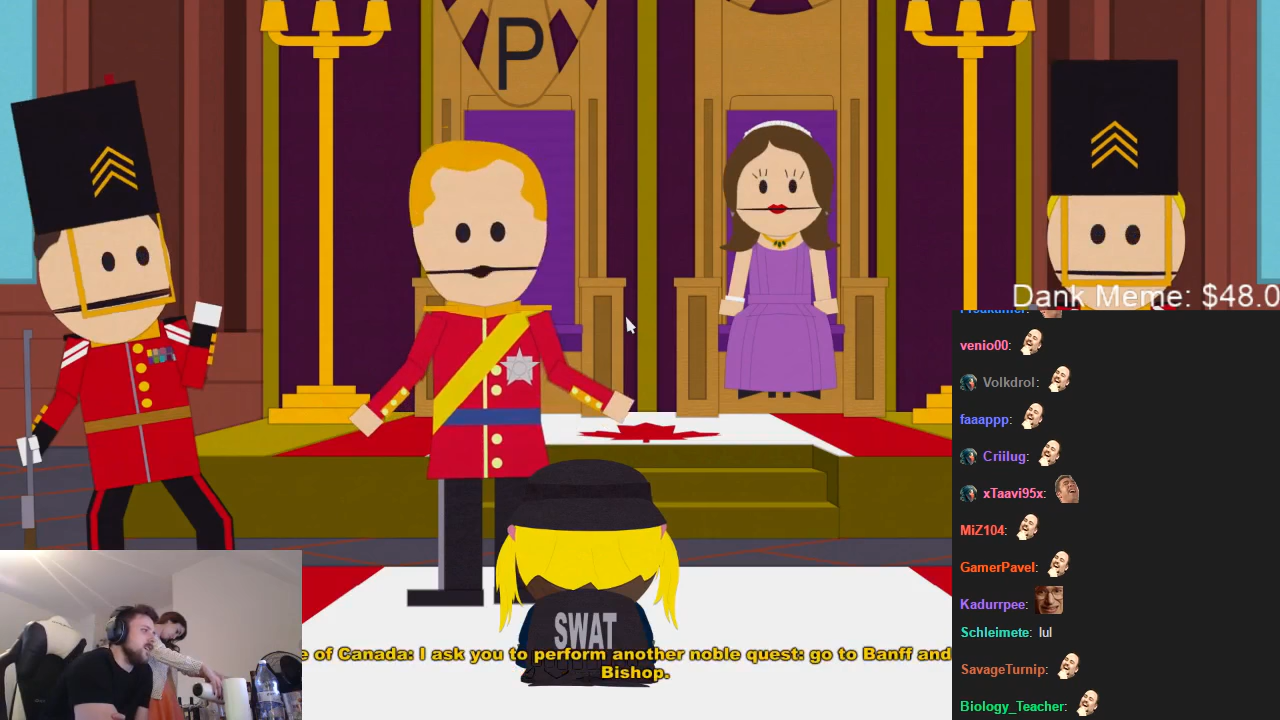 P
Dank Meme: $48.0
venio00:
Volkdrol:
faaappp:
Criilug:
xTaavi95x:
MiZ104:
GamerPavel:
Kadurrpee:
Schleimete: lul
SavageTurnip:
Biology_Teacher:
SWAT
e of Canada: I ask you to perform another noble quest: go to Banff and
Bishop.